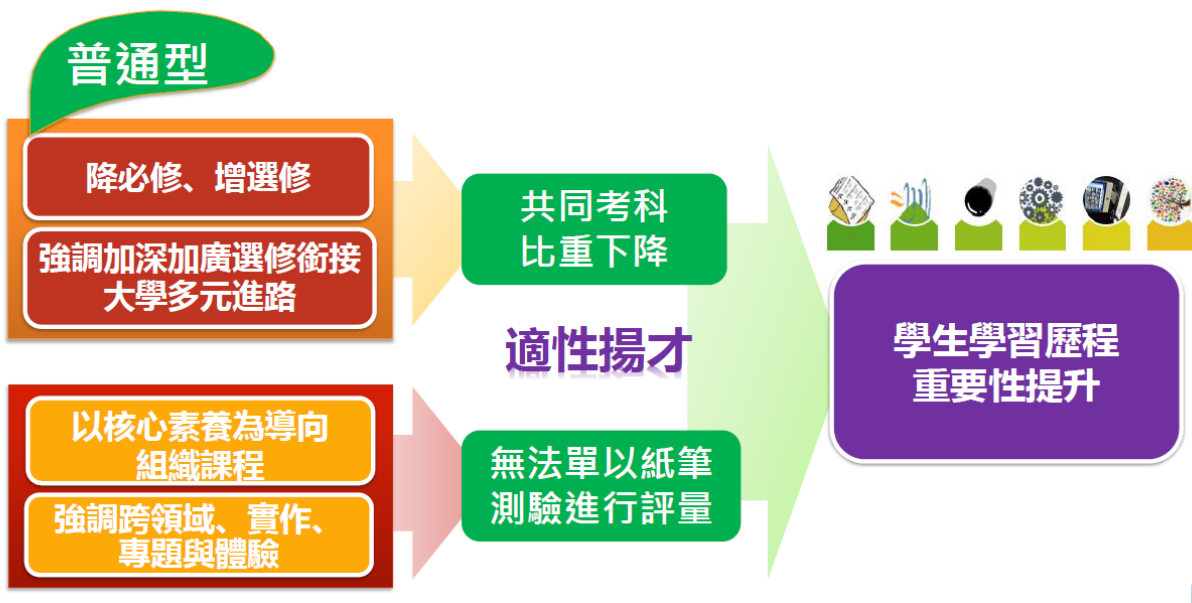 普通型
降必修、增選修
強調加深加廣選修銜接
大學多元進路
共同考科
比重下降
適性揚才
以核心素養為導向
組織課程
強調跨領域、實作、
專題與體驗
無法單以紙筆
測驗進行評量
學生學習歷程
重要性提升